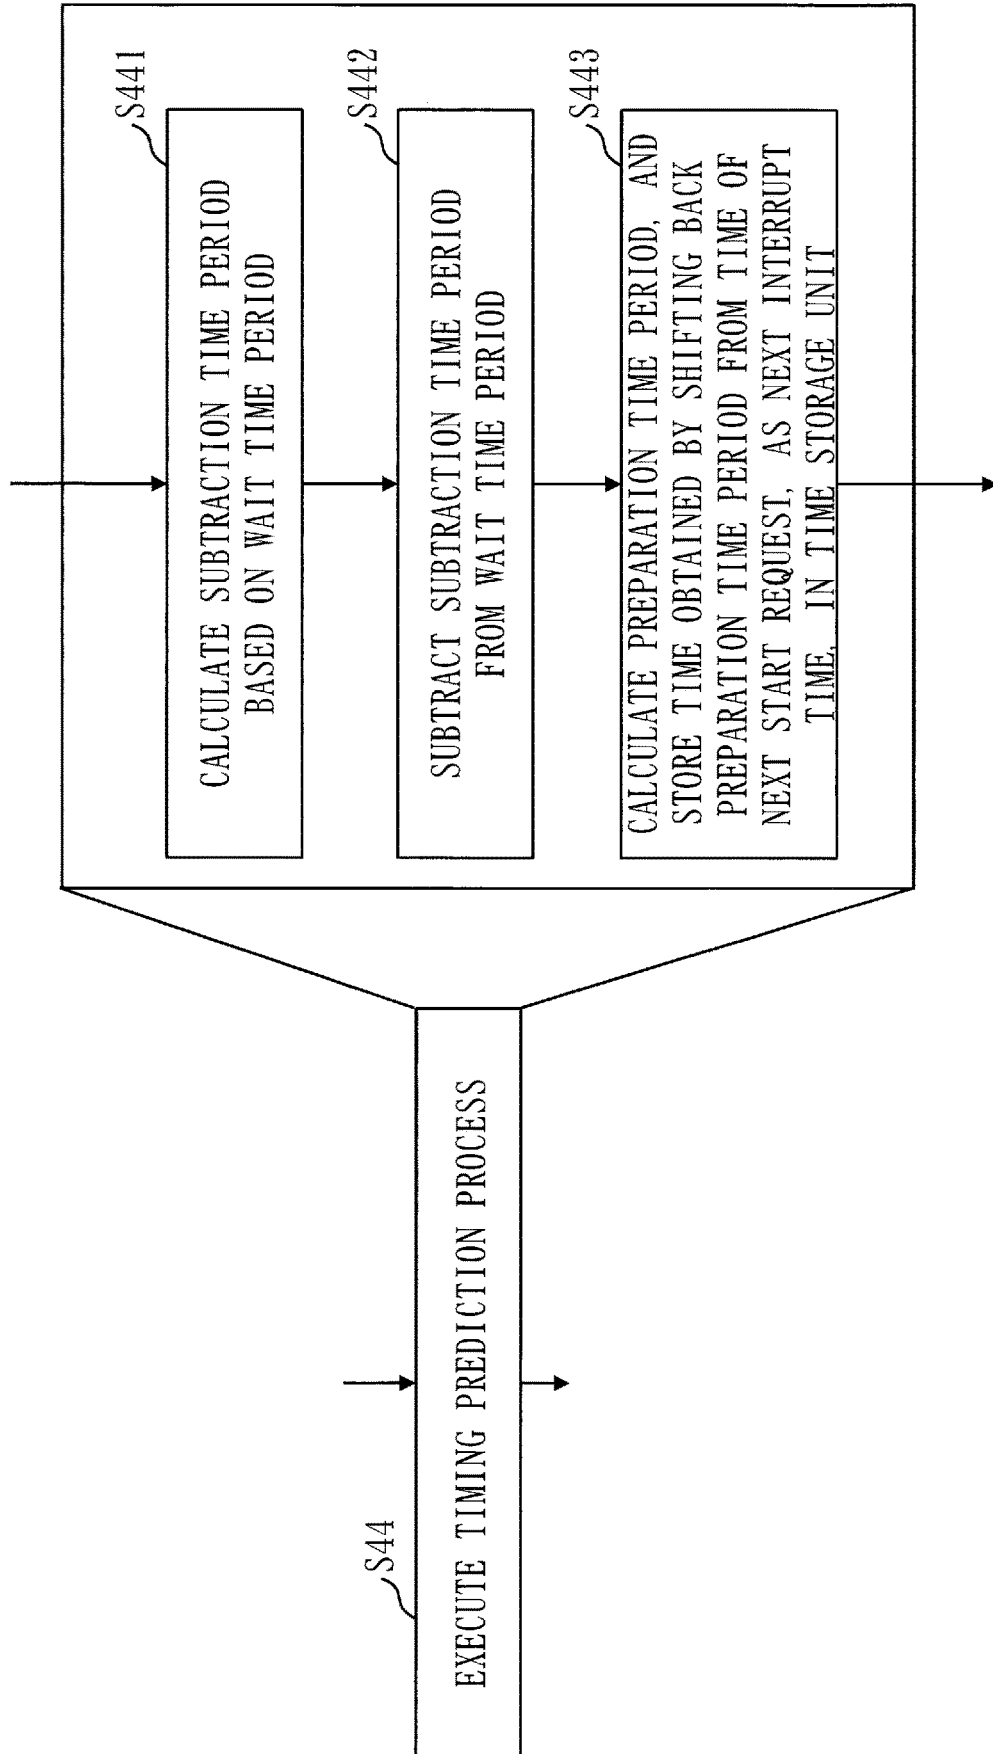 S44
EXECUTE TIMING PREDICTION PROCESS
S441
CALCULATE SUBTRACTION TIME PERIOD
BASED ON WAIT TIME PERIOD
S442
SUBTRACT SUBTRACTION TIME PERIOD
FROM WAIT TIME PERIOD
S443
CALCULATE PREPARATION TIME PERIOD, AND
STORE TIME OBTAINED BY SHIFTING BACK
PREPARATION TIME PERIOD FROM TIME OF
NEXT START REQUEST, AS NEXT INTERRUPT
TIME, IN TIME STORAGE UNIT